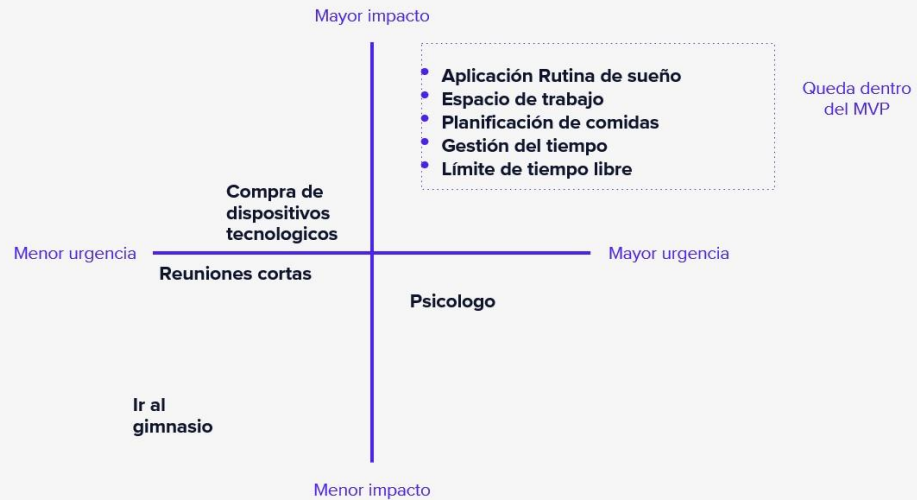 Mayor impacto
• Aplicación Rutina de sueño
• Espacio de trabajo
• Planificación de comidas
• Gestión del tiempo
• Límite de tiempo libre
Queda dentro
del MVP
Compra de
dispositivos
tecnologicos
Menor urgencia
Mayor urgencia
Reuniones cortas
Psicologo
Ir al
gimnasio
Menor impacto